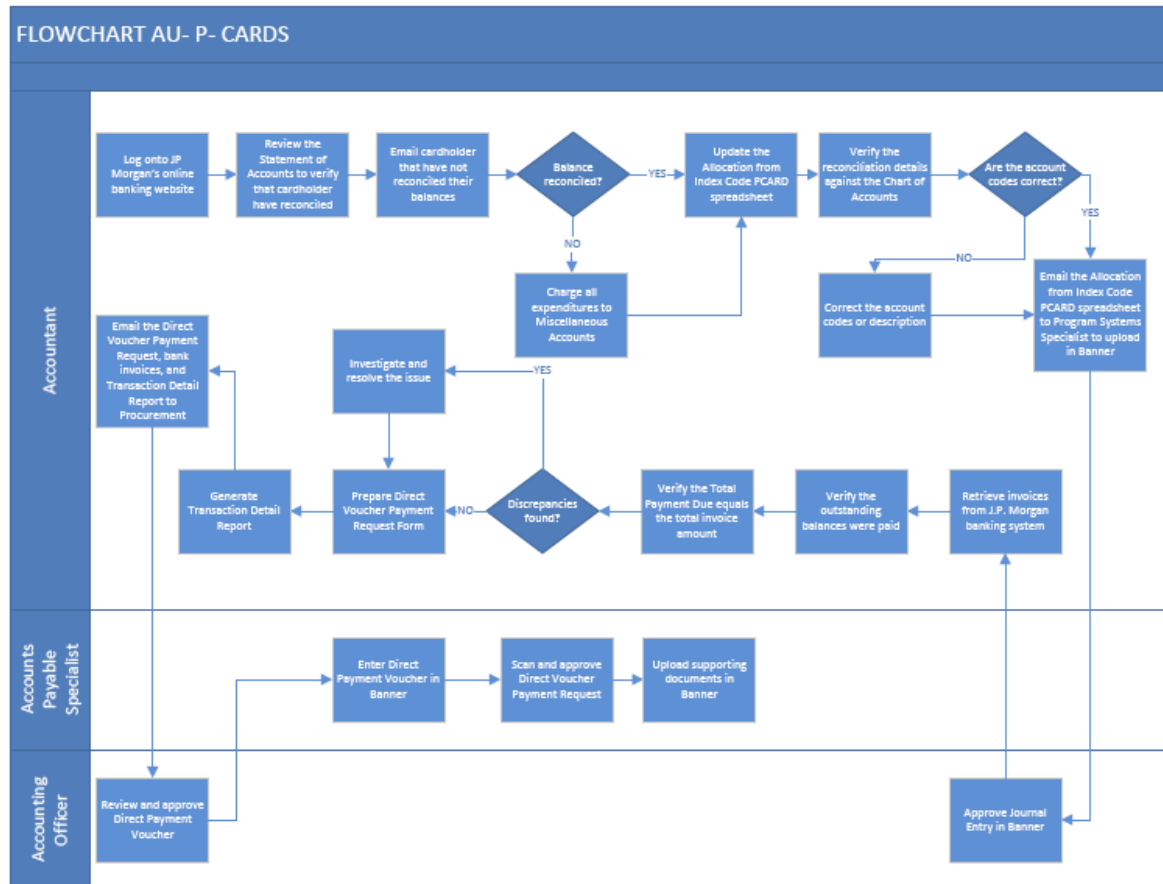 FLOWCHART AU- P- CARDS
Accountant
Log onto JP
Morgan's online
banking website
Review the
Statement of
Accounts to verify
that cardholder
have reconciled
Email cardholder
that have not
reconciled their
balances
Balance
reconciled?
YES
NO
Update the
Allocation from
Index Code PCARD
spreadsheet
Verify the
reconciliation details
against the Chart of
Accounts
Are the account
codes correct?
YES
NO
Charge all
expenditures to
Miscellaneous
Accounts
Correct the account
codes or description
Email the Allocation
from Index Code
PCARD spreadsheet
to Program Systems
Specialist to upload
in Banner
Email the Direct
Voucher Payment
Request, bank
invoices, and
Transaction Detail
Report to
Procurement
Investigate and
resolve the issue
YES
Generate
Transaction Detail
Report
Prepare Direct
Voucher Payment
Request Form
NO
Discrepancies
found?
Verify the Total
Payment Due equals
the total invoice
amount
Verify the
outstanding
balances were paid
Retrieve invoices
from J.P. Morgan
banking system
Accounts
Payable
Specialist
Enter Direct
Payment Voucher in
Banner
Scan and approve
Direct Voucher
Payment Request
Upload supporting
documents in
Banner
Accounting
Officer
Review and approve
Direct Payment
Voucher
Approve Journal
Entry in Banner